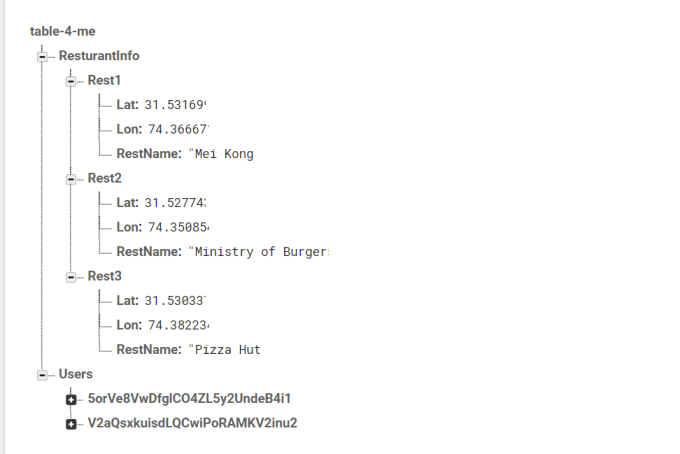 table-4-me
ResturantInfo
Rest1
Lat: 31.53169
Lon: 74.36667
RestName: "Mei Kong
Rest2
Lat: 31.52774
Lon: 74.35085
RestName: "Ministry of Burger
Rest3
Lat: 31.53033
Lon: 74.38223
RestName: "Pizza Hut
Users
5orVe8VwDfglCO4ZL5y2UndeB4i1
V2aQsxkuisdLQCwiPoRAMKV2inu2